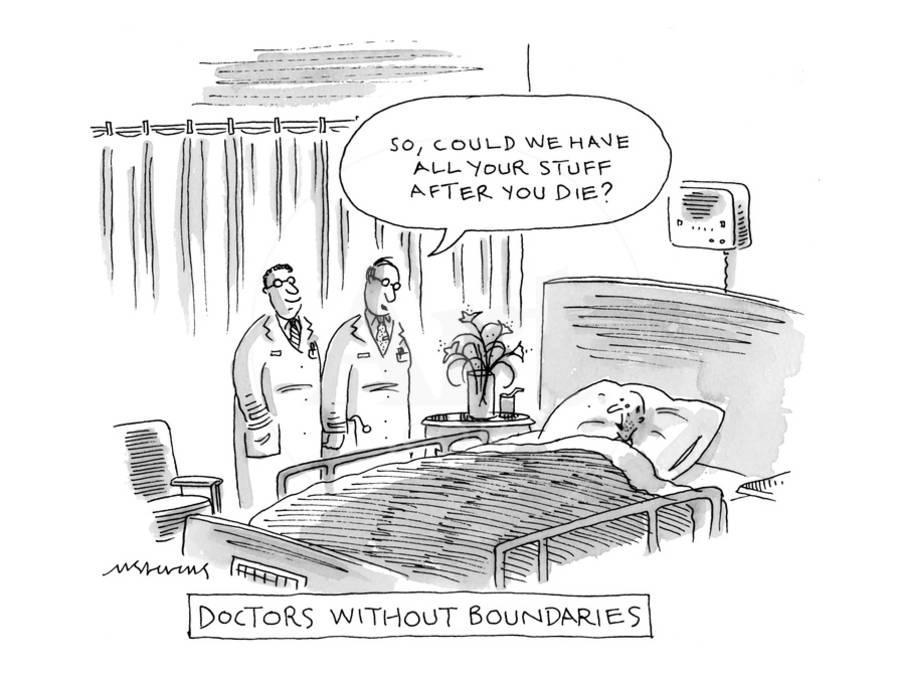 SO, COULD WE HAVE
ALL YOUR STUFF
AFTER YOU DIE?
DOCTORS WITHOUT BOUNDARIES